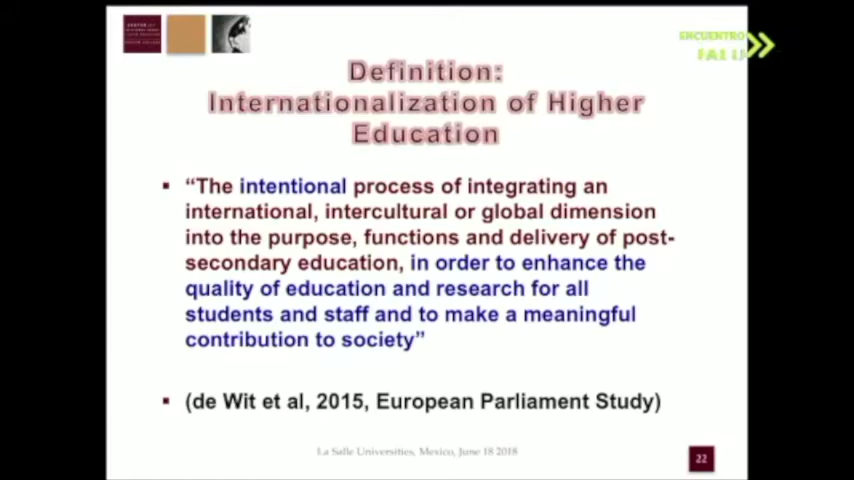 ENCUENTRO
Definition:
Internationalization of Higher
Education
▪ “The intentional process of integrating an
international, intercultural or global dimension
into the purpose, functions and delivery of post-
secondary education, in order to enhance the
quality of education and research for all
students and staff and to make a meaningful
contribution to society”
▪ (de Wit et al, 2015, European Parliament Study)
La Salle Universities, Mexico, June 18 2018
22